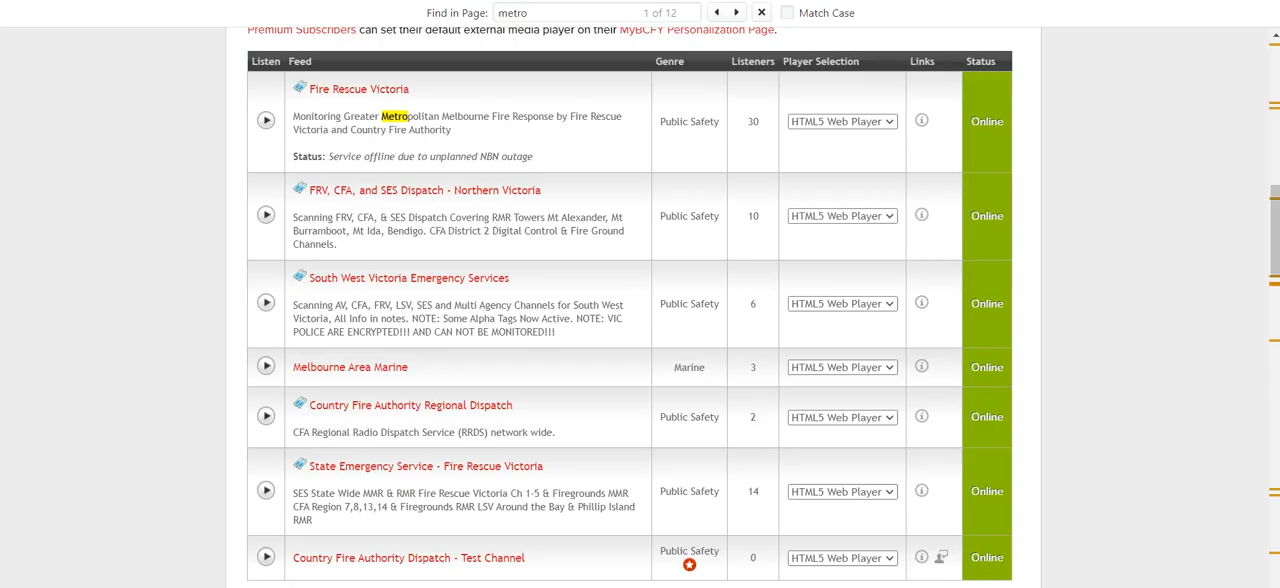 Find in Page: metro 1 of 12 Match Case
Premium Subscribers can set their default external media player on their MyBCFY Personalization Page.
Listen Feed Genre Listeners Player Selection Links Status
Fire Rescue Victoria
Monitoring Greater Metropolitan Melbourne Fire Response by Fire Rescue
Victoria and Country Fire Authority
Status: Service offline due to unplanned NBN outage
Public Safety 30 HTML5 Web Player Online
FRV, CFA, and SES Dispatch - Northern Victoria
Scanning FRV, CFA, & SES Dispatch Covering RMR Towers Mt Alexander, Mt
Burramboot, Mt Ida, Bendigo. CFA District 2 Digital Control & Fire Ground
Channels.
Public Safety 10 HTML5 Web Player Online
South West Victoria Emergency Services
Scanning AV, CFA, FRV, LSV, SES and Multi Agency Channels for South West
Victoria, All Info in notes. NOTE: Some Alpha Tags Now Active. NOTE: VIC
POLICE ARE ENCRYPTED!!! AND CAN NOT BE MONITORED!!!
Public Safety 6 HTML5 Web Player Online
Melbourne Area Marine Marine 3 HTML5 Web Player Online
Country Fire Authority Regional Dispatch
CFA Regional Radio Dispatch Service (RRDS) network wide.
Public Safety 2 HTML5 Web Player Online
State Emergency Service - Fire Rescue Victoria
SES State Wide MMR & RMR Fire Rescue Victoria Ch 1-5 & Firegrounds MMR
CFA Region 7,8,13,14 & Firegrounds RMR LSV Around the Bay & Phillip Island
RMR
Public Safety 14 HTML5 Web Player Online
Country Fire Authority Dispatch - Test Channel Public Safety 0 HTML5 Web Player Online